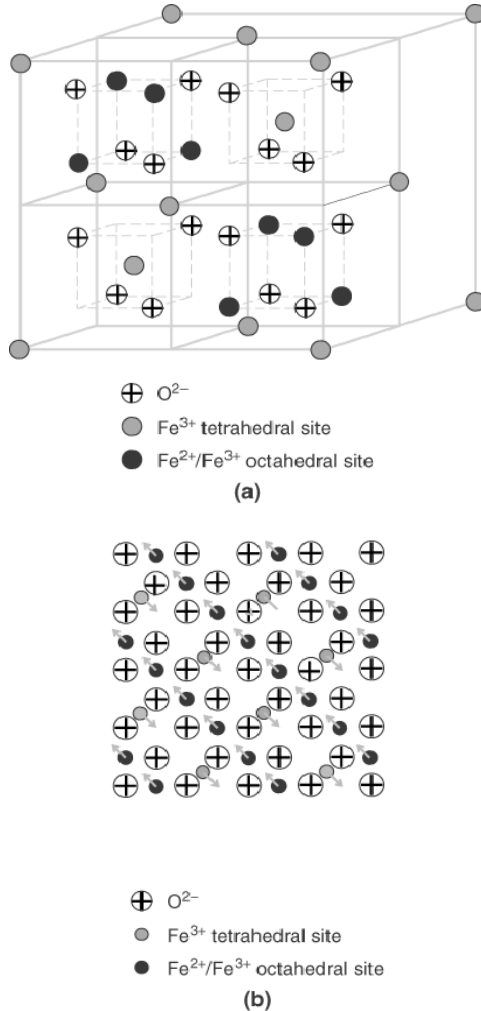 O²⁻
Fe³⁺ tetrahedral site
Fe²⁺/Fe³⁺ octahedral site
(a)
O²⁻
Fe³⁺ tetrahedral site
Fe²⁺/Fe³⁺ octahedral site
(b)